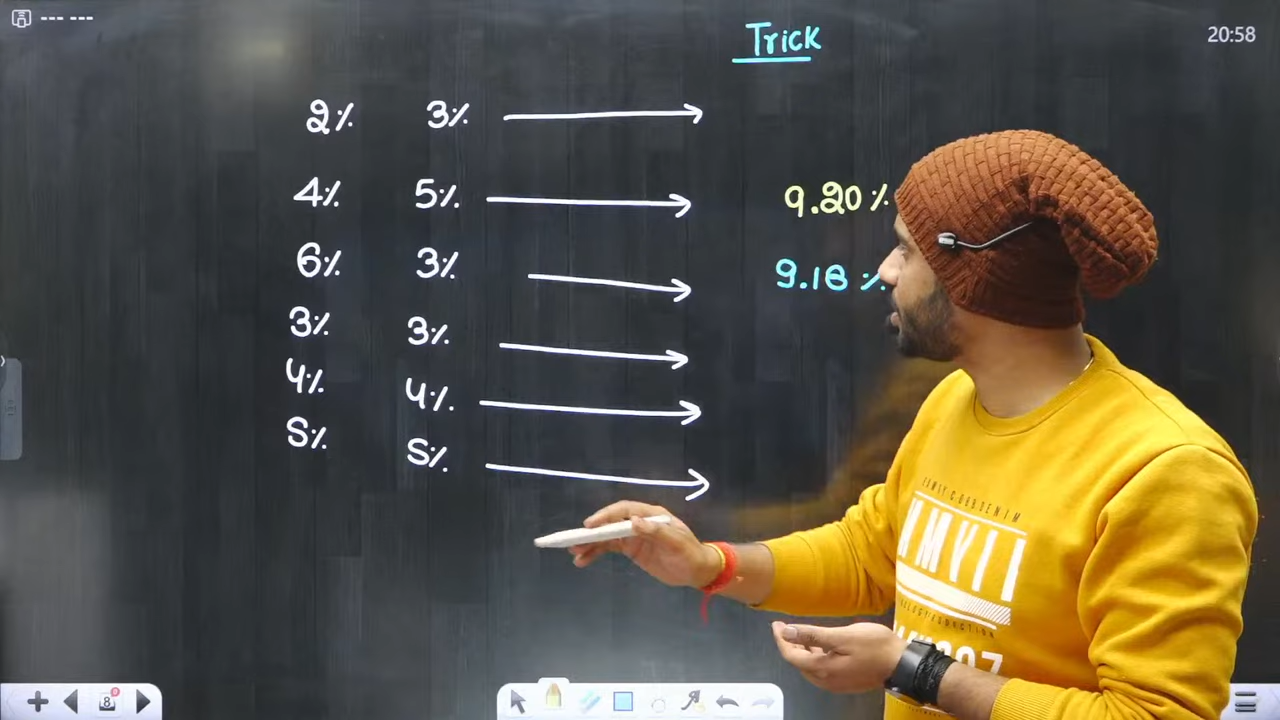 --- ---
20:58
Trick
2% 3%
4% 5% 9.20%
6% 3% 9.18%
3% 3%
4% 4%
5% 5%
8